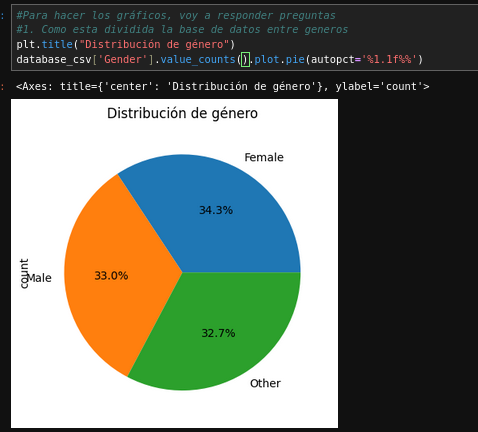 #Para hacer los gráficos, voy a responder preguntas
#1. Como esta dividida la base de datos entre generos
plt.title("Distribución de género")
database_csv['Gender'].value_counts().plot.pie(autopct='%1.1f%%')
<Axes: title={'center': 'Distribución de género'}, ylabel='count'>
Distribución de género
Female
34.3%
Male
33.0%
count
32.7%
Other